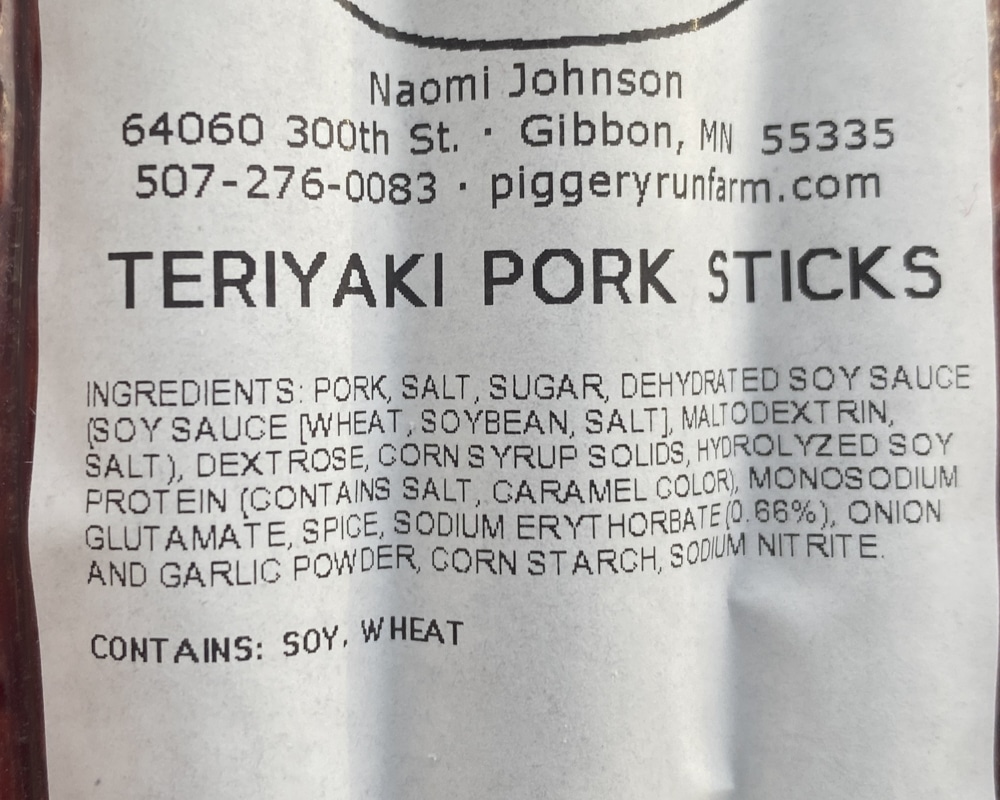 Naomi Johnson
64060 300th St. · Gibbon, MN 55335
507-276-0083 · piggeryrunfarm.com
TERIYAKI PORK STICKS
INGREDIENTS: PORK, SALT, SUGAR, DEHYDRATED SOY SAUCE
(SOY SAUCE [WHEAT, SOYBEAN, SALT], MALTODEXTRIN,
SALT), DEXTROSE, CORN SYRUP SOLIDS, HYDROLYZED SOY
PROTEIN (CONTAINS SALT, CARAMEL COLOR), MONOSODIUM
GLUTAMATE, SPICE, SODIUM ERYTHORBATE (0.66%), ONION
AND GARLIC POWDER, CORN STARCH, SODIUM NITRITE.
CONTAINS: SOY, WHEAT